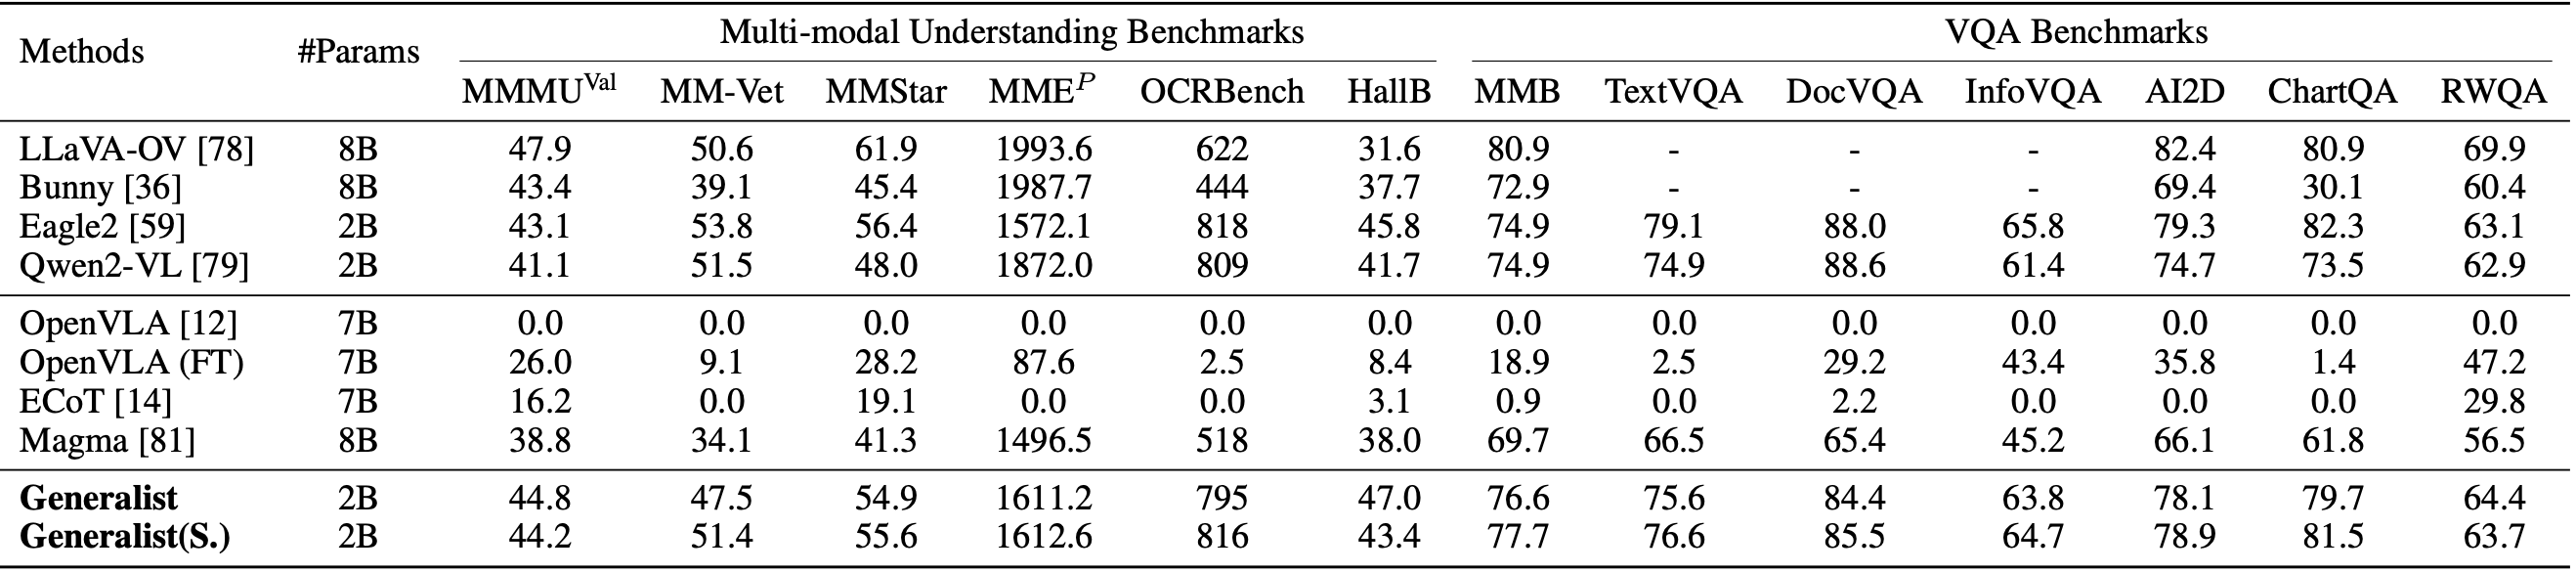 Methods #Params Multi-modal Understanding Benchmarks VQA Benchmarks
MMMU^Val MM-Vet MMStar MME^P OCRBench HallB MMB TextVQA DocVQA InfoVQA AI2D ChartQA RWQA
LLaVA-OV [78] 8B 47.9 50.6 61.9 1993.6 622 31.6 80.9 - - - 82.4 80.9 69.9
Bunny [36] 8B 43.4 39.1 45.4 1987.7 444 37.7 72.9 - - - 69.4 30.1 60.4
Eagle2 [59] 2B 43.1 53.8 56.4 1572.1 818 45.8 74.9 79.1 88.0 65.8 79.3 82.3 63.1
Qwen2-VL [79] 2B 41.1 51.5 48.0 1872.0 809 41.7 74.9 74.9 88.6 61.4 74.7 73.5 62.9
OpenVLA [12] 7B 0.0 0.0 0.0 0.0 0.0 0.0 0.0 0.0 0.0 0.0 0.0 0.0 0.0
OpenVLA (FT) 7B 26.0 9.1 28.2 87.6 2.5 8.4 18.9 2.5 29.2 43.4 35.8 1.4 47.2
ECoT [14] 7B 16.2 0.0 19.1 0.0 0.0 3.1 0.9 0.0 2.2 0.0 0.0 0.0 29.8
Magma [81] 8B 38.8 34.1 41.3 1496.5 518 38.0 69.7 66.5 65.4 45.2 66.1 61.8 56.5
Generalist 2B 44.8 47.5 54.9 1611.2 795 47.0 76.6 75.6 84.4 63.8 78.1 79.7 64.4
Generalist(S.) 2B 44.2 51.4 55.6 1612.6 816 43.4 77.7 76.6 85.5 64.7 78.9 81.5 63.7